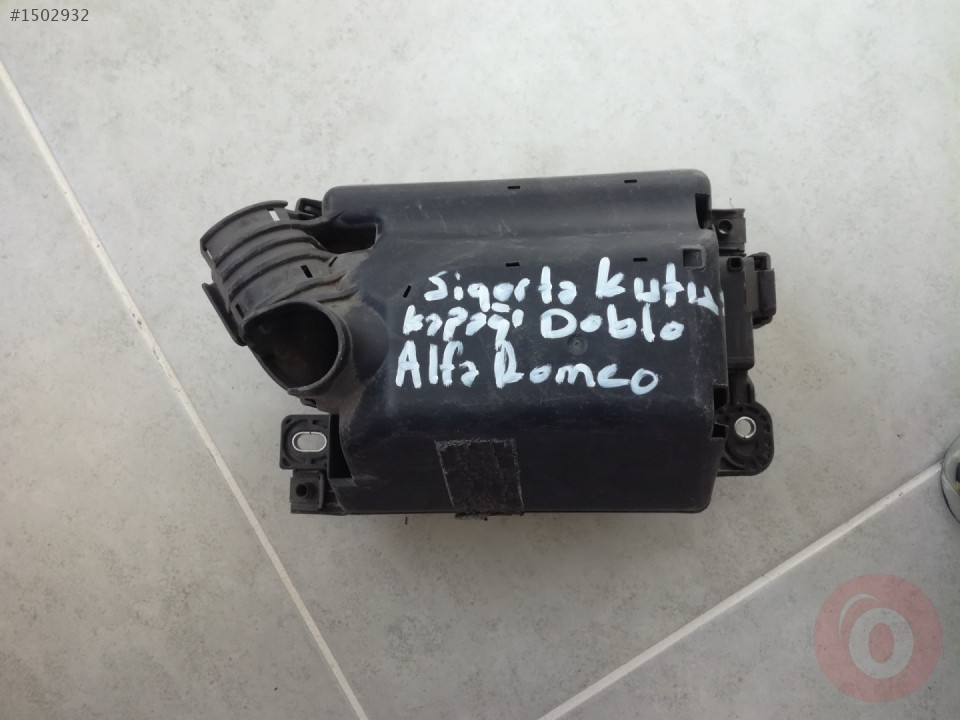 #1502932
Sigorta Kutu
kapağı Doblo
Alfa Romeo